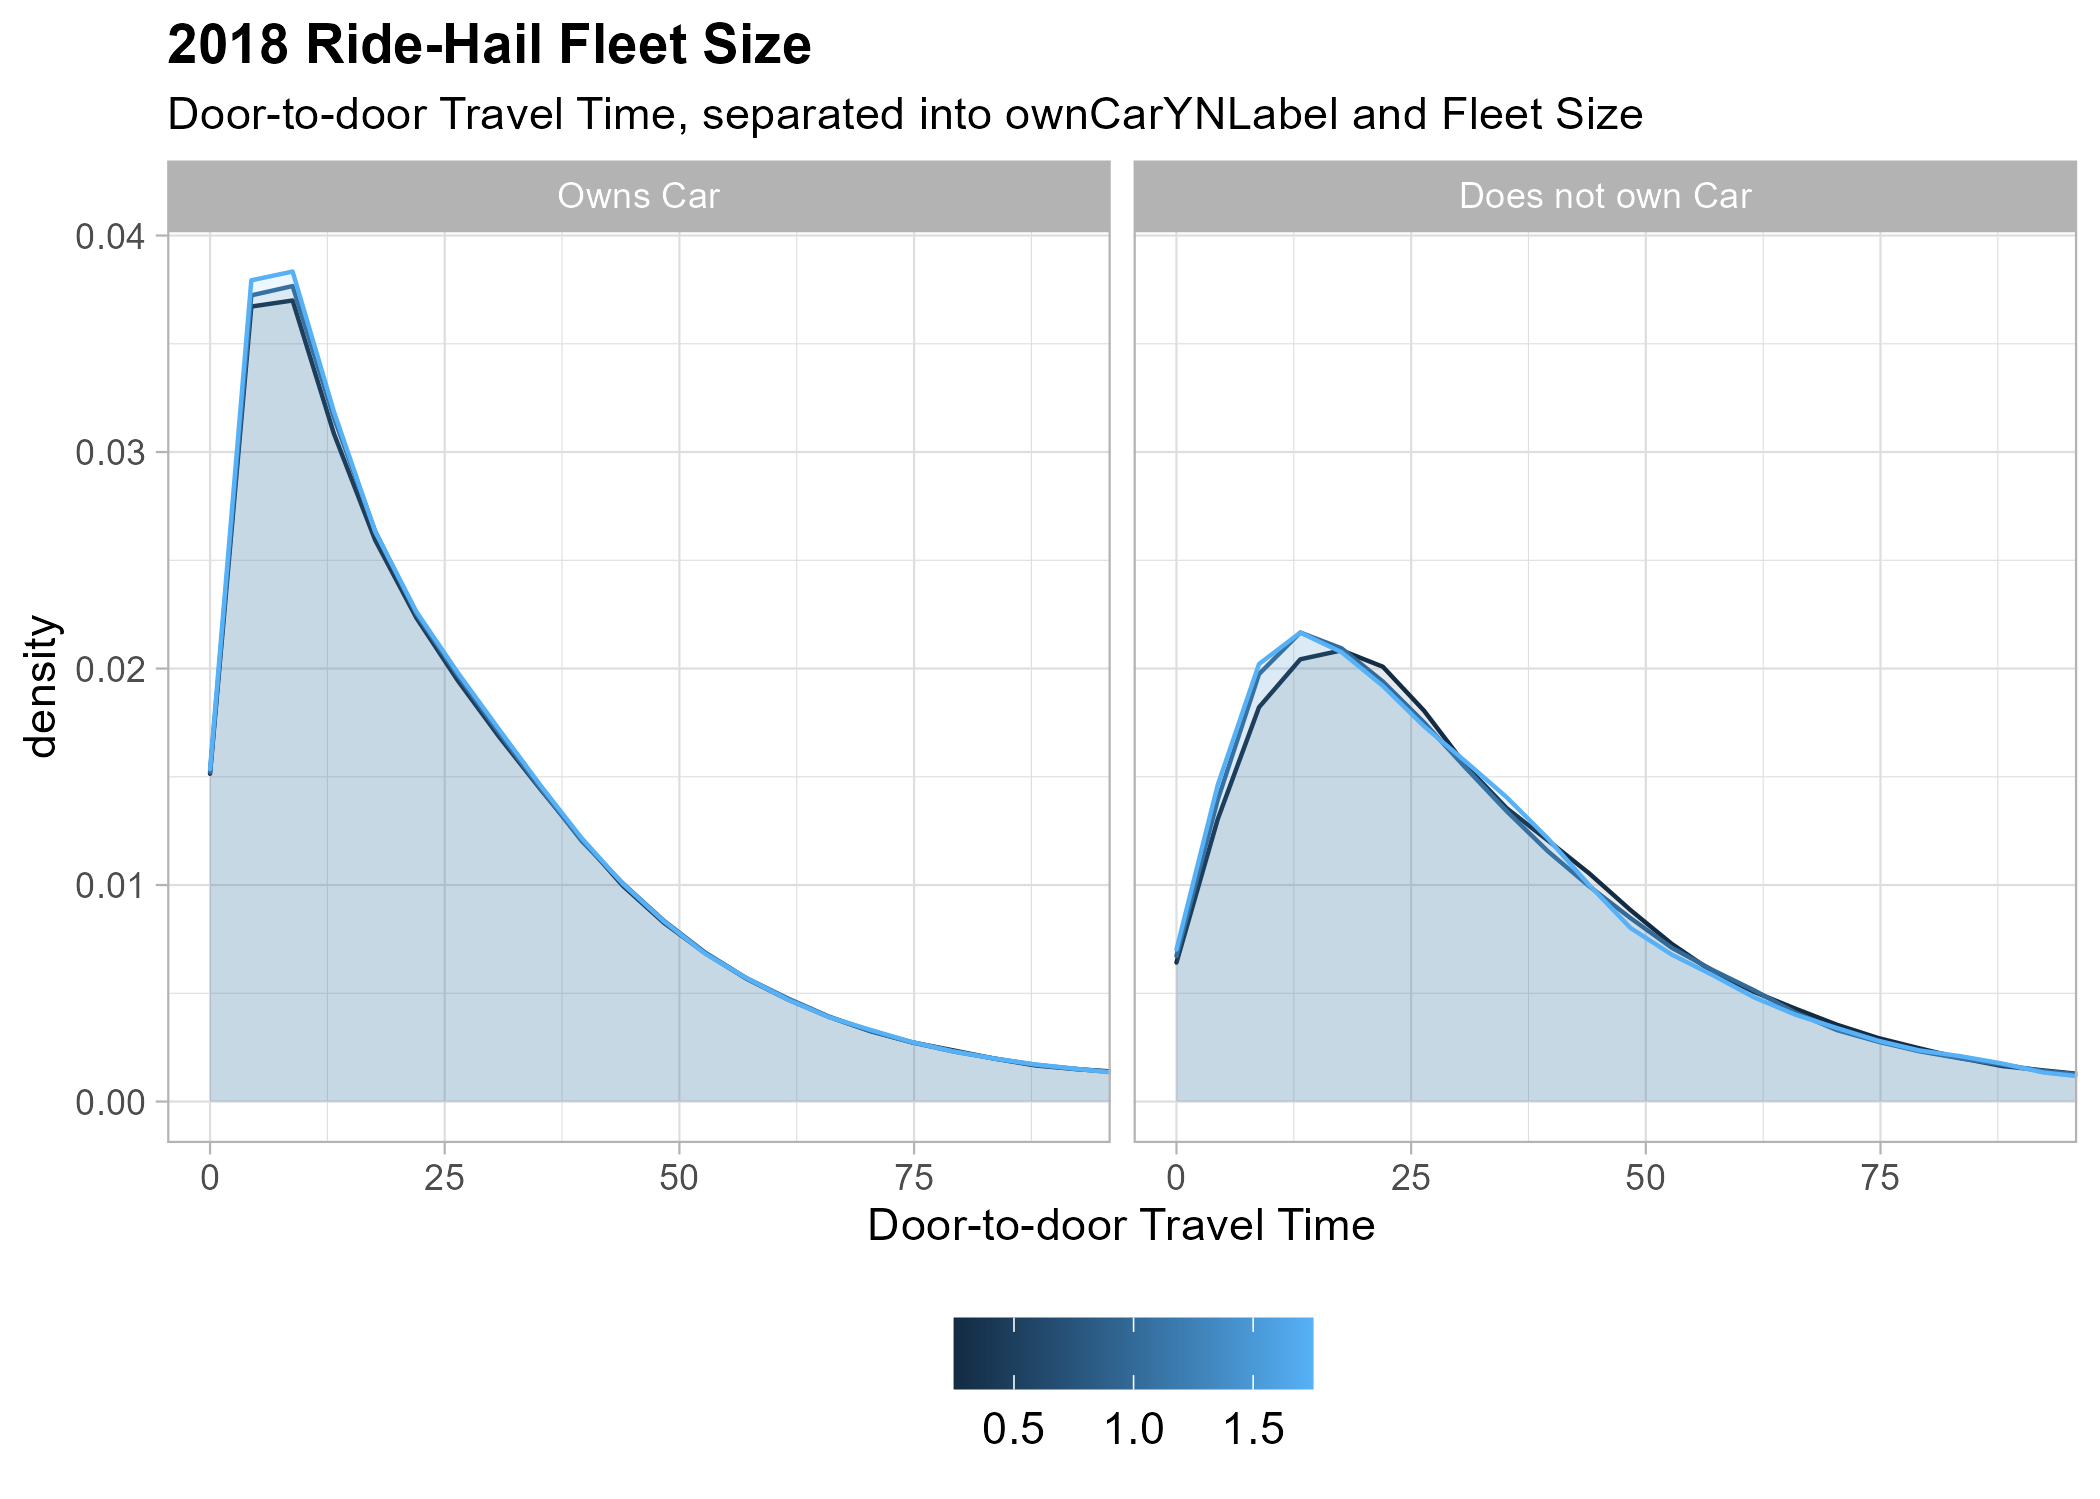 2018 Ride-Hail Fleet Size
Door-to-door Travel Time, separated into ownCarYNLabel and Fleet Size
Owns Car
Does not own Car
0.04
0.03
0.02
0.01
0.00
density
0 25 50 75
0 25 50 75
Door-to-door Travel Time
0.5 1.0 1.5